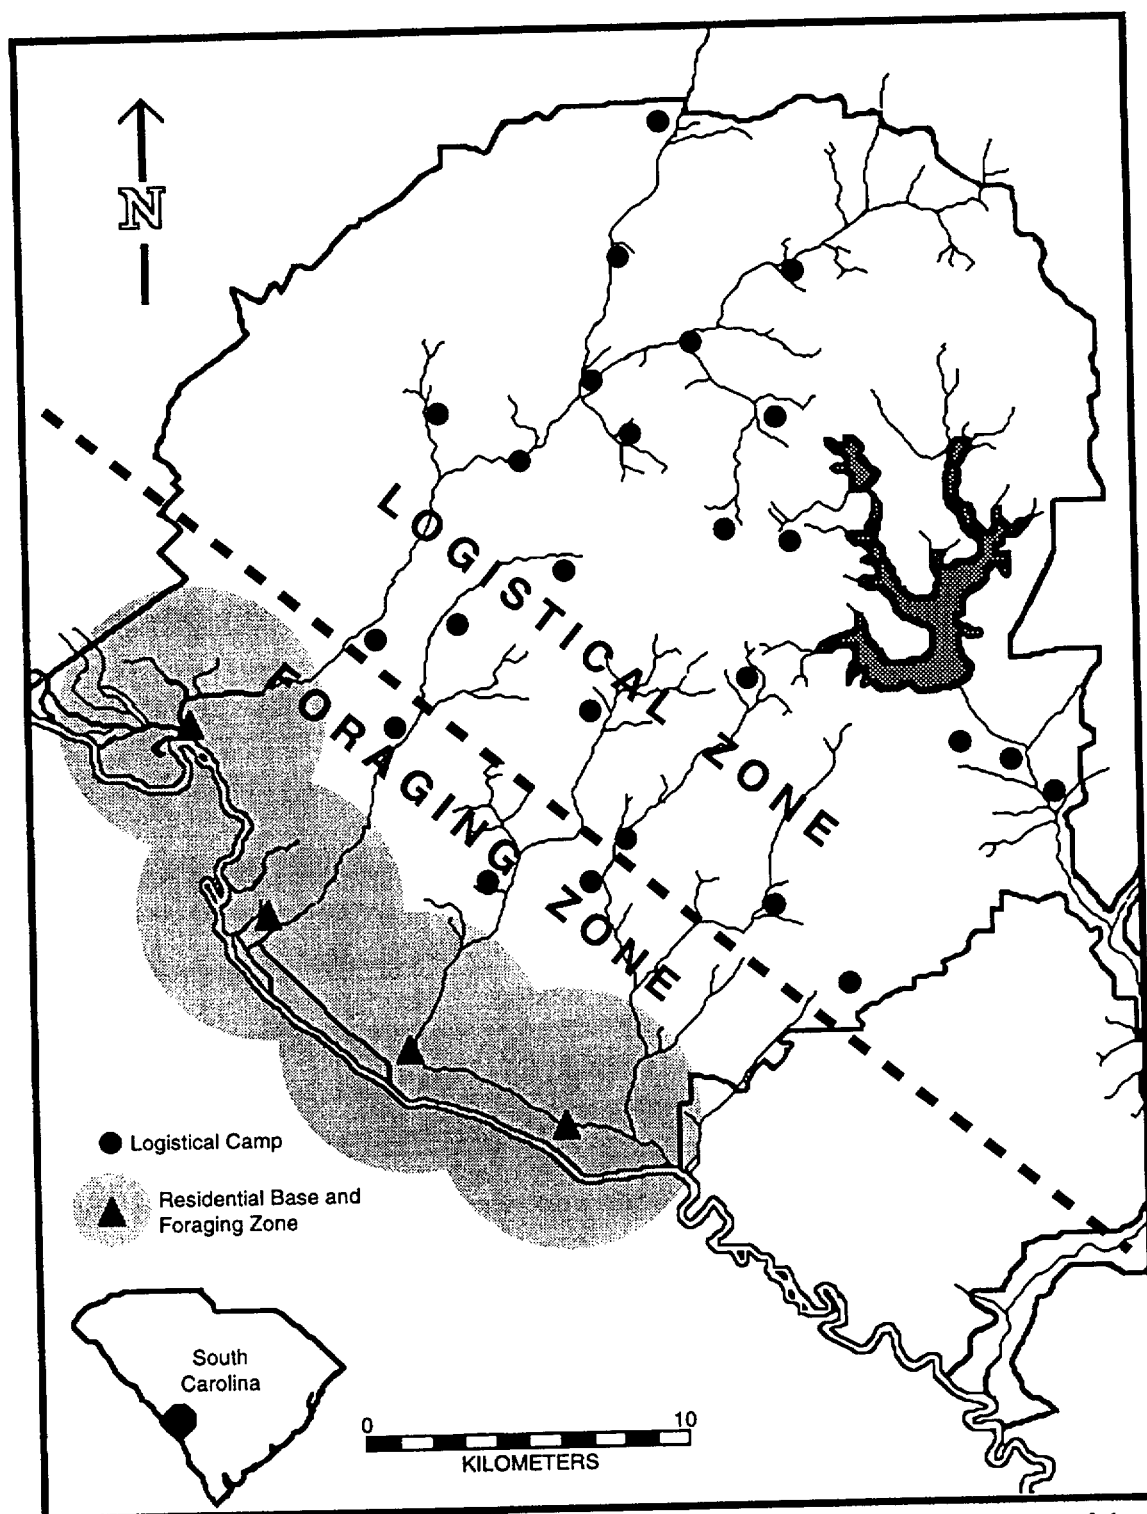 N
LOGISTICAL ZONE
FORAGING ZONE
Logistical Camp
Residential Base and
Foraging Zone
South
Carolina
0 10
KILOMETERS